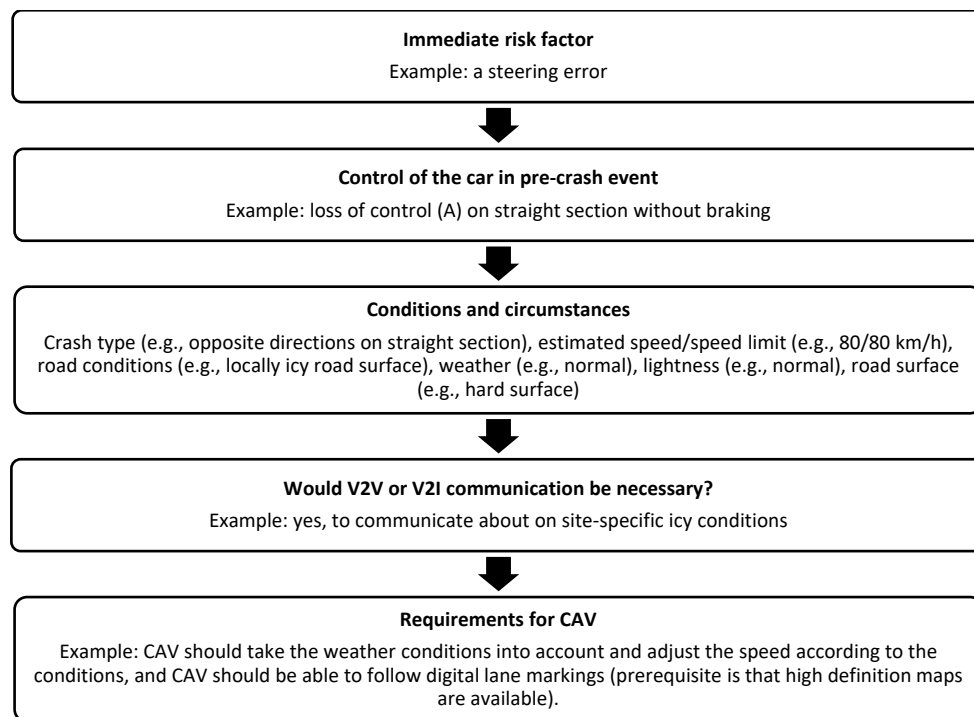 Immediate risk factor
Example: a steering error
Control of the car in pre-crash event
Example: loss of control (A) on straight section without braking
Conditions and circumstances
Crash type (e.g., opposite directions on straight section), estimated speed/speed limit (e.g., 80/80 km/h),
road conditions (e.g., locally icy road surface), weather (e.g., normal), lightness (e.g., normal), road surface
(e.g., hard surface)
Would V2V or V2I communication be necessary?
Example: yes, to communicate about on site-specific icy conditions
Requirements for CAV
Example: CAV should take the weather conditions into account and adjust the speed according to the
conditions, and CAV should be able to follow digital lane markings (prerequisite is that high definition maps
are available).